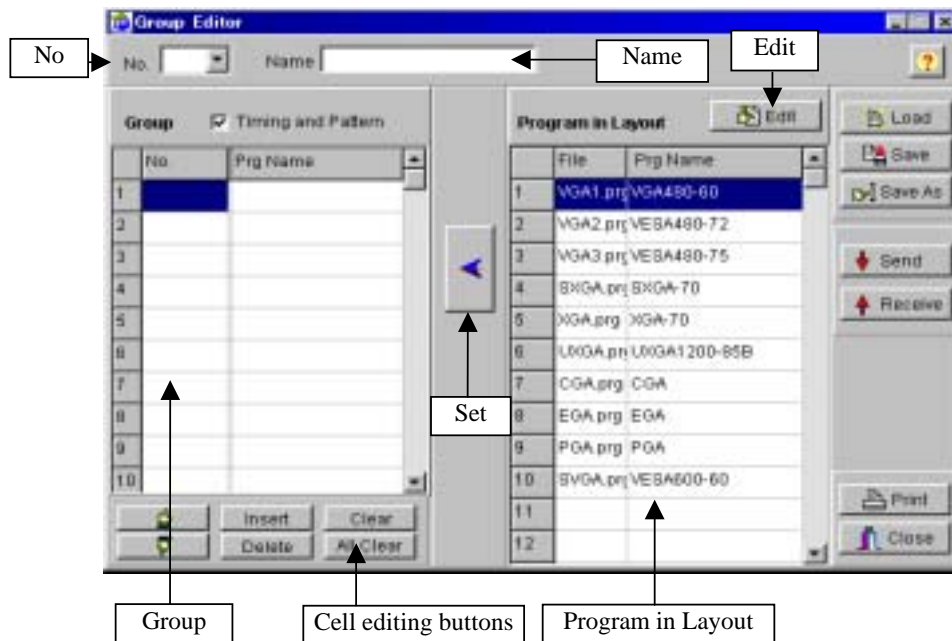 Group Editor
No
No.
Name
Name
Edit
Group
Timing and Pattern
Program in Layout
Edit
Load
Save
Save As
Send
Receive
Print
Close
No
Prg Name
1
2
3
4
5
6
7
8
9
10
Insert
Clear
Delete
All Clear
Set
File
Prg Name
1 VGA1.prg VGA480-60
2 VGA2.prg VESA480-72
3 VGA3.prg VESA480-75
4 SXGA.prg SXGA-70
5 XGA.prg XGA-70
6 UXGA.prg UXGA1200-85B
7 CGA.prg CGA
8 EGA.prg EGA
9 PGA.prg PGA
10 SVGA.prg VESA600-60
11
12
Group
Cell editing buttons
Program in Layout